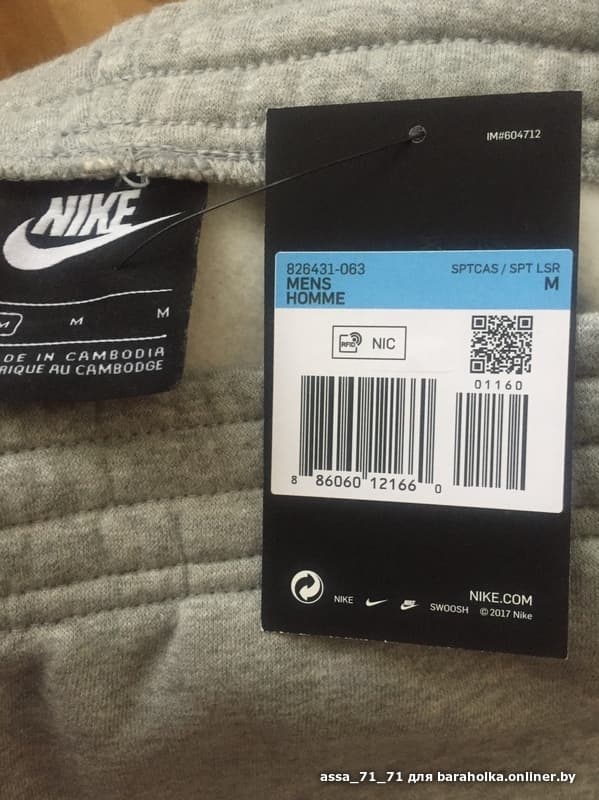 IM#604712
NIKE
M M M
DE IN CAMBODIA
RIQUE AU CAMBODGE
826431-063
SPTCAS / SPT LSR
MENS
M
HOMME
RFID NIC
01160
8 86060 12166 0
NIKE
SWOOSH
NIKE.COM
© 2017 Nike
assa_71_71 для baraholka.onliner.by